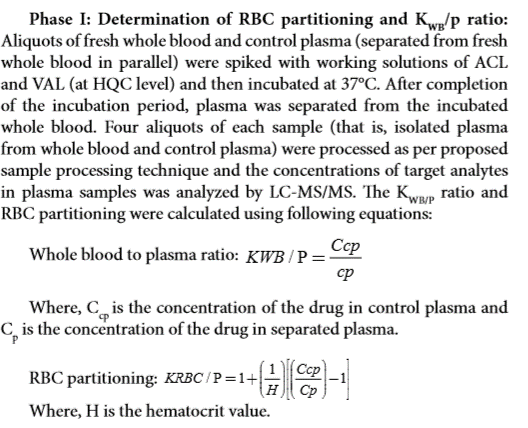 Phase I: Determination of RBC partitioning and K_WB/p ratio:
Aliquots of fresh whole blood and control plasma (separated from fresh
whole blood in parallel) were spiked with working solutions of ACL
and VAL (at HQC level) and then incubated at 37°C. After completion
of the incubation period, plasma was separated from the incubated
whole blood. Four aliquots of each sample (that is, isolated plasma
from whole blood and control plasma) were processed as per proposed
sample processing technique and the concentrations of target analytes
in plasma samples was analyzed by LC-MS/MS. The K_WB/P ratio and
RBC partitioning were calculated using following equations:
Whole blood to plasma ratio: KWB / P = Ccp / cp
Where, C_cp is the concentration of the drug in control plasma and
C_p is the concentration of the drug in separated plasma.
RBC partitioning: KRBC / P = 1 + (1/H)[(Ccp/Cp) − 1]
Where, H is the hematocrit value.